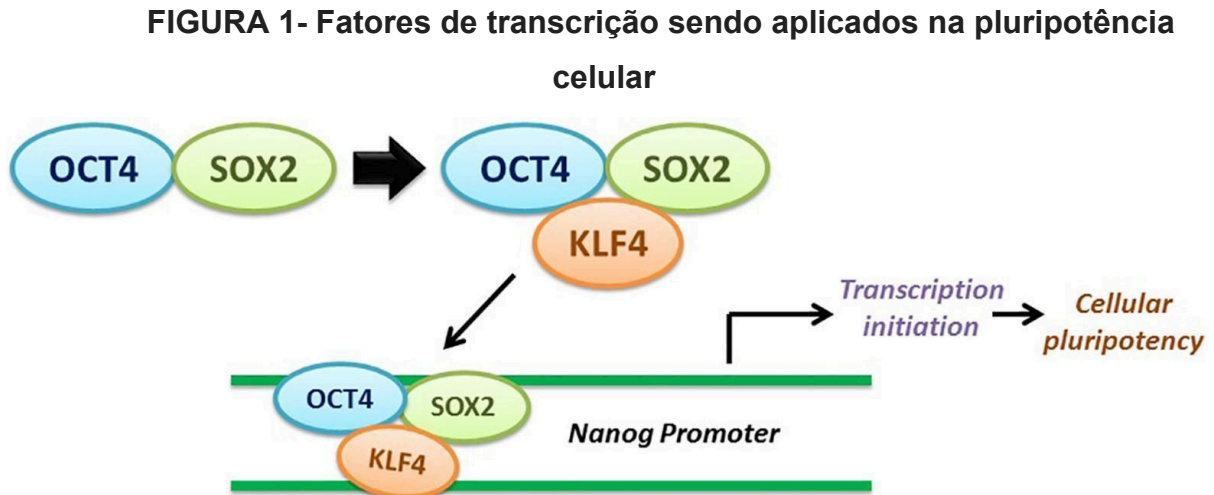 FIGURA 1- Fatores de transcrição sendo aplicados na pluripotência
celular
OCT4 SOX2 OCT4 SOX2
KLF4
Transcription
initiation
Cellular
pluripotency
OCT4 SOX2
KLF4
Nanog Promoter